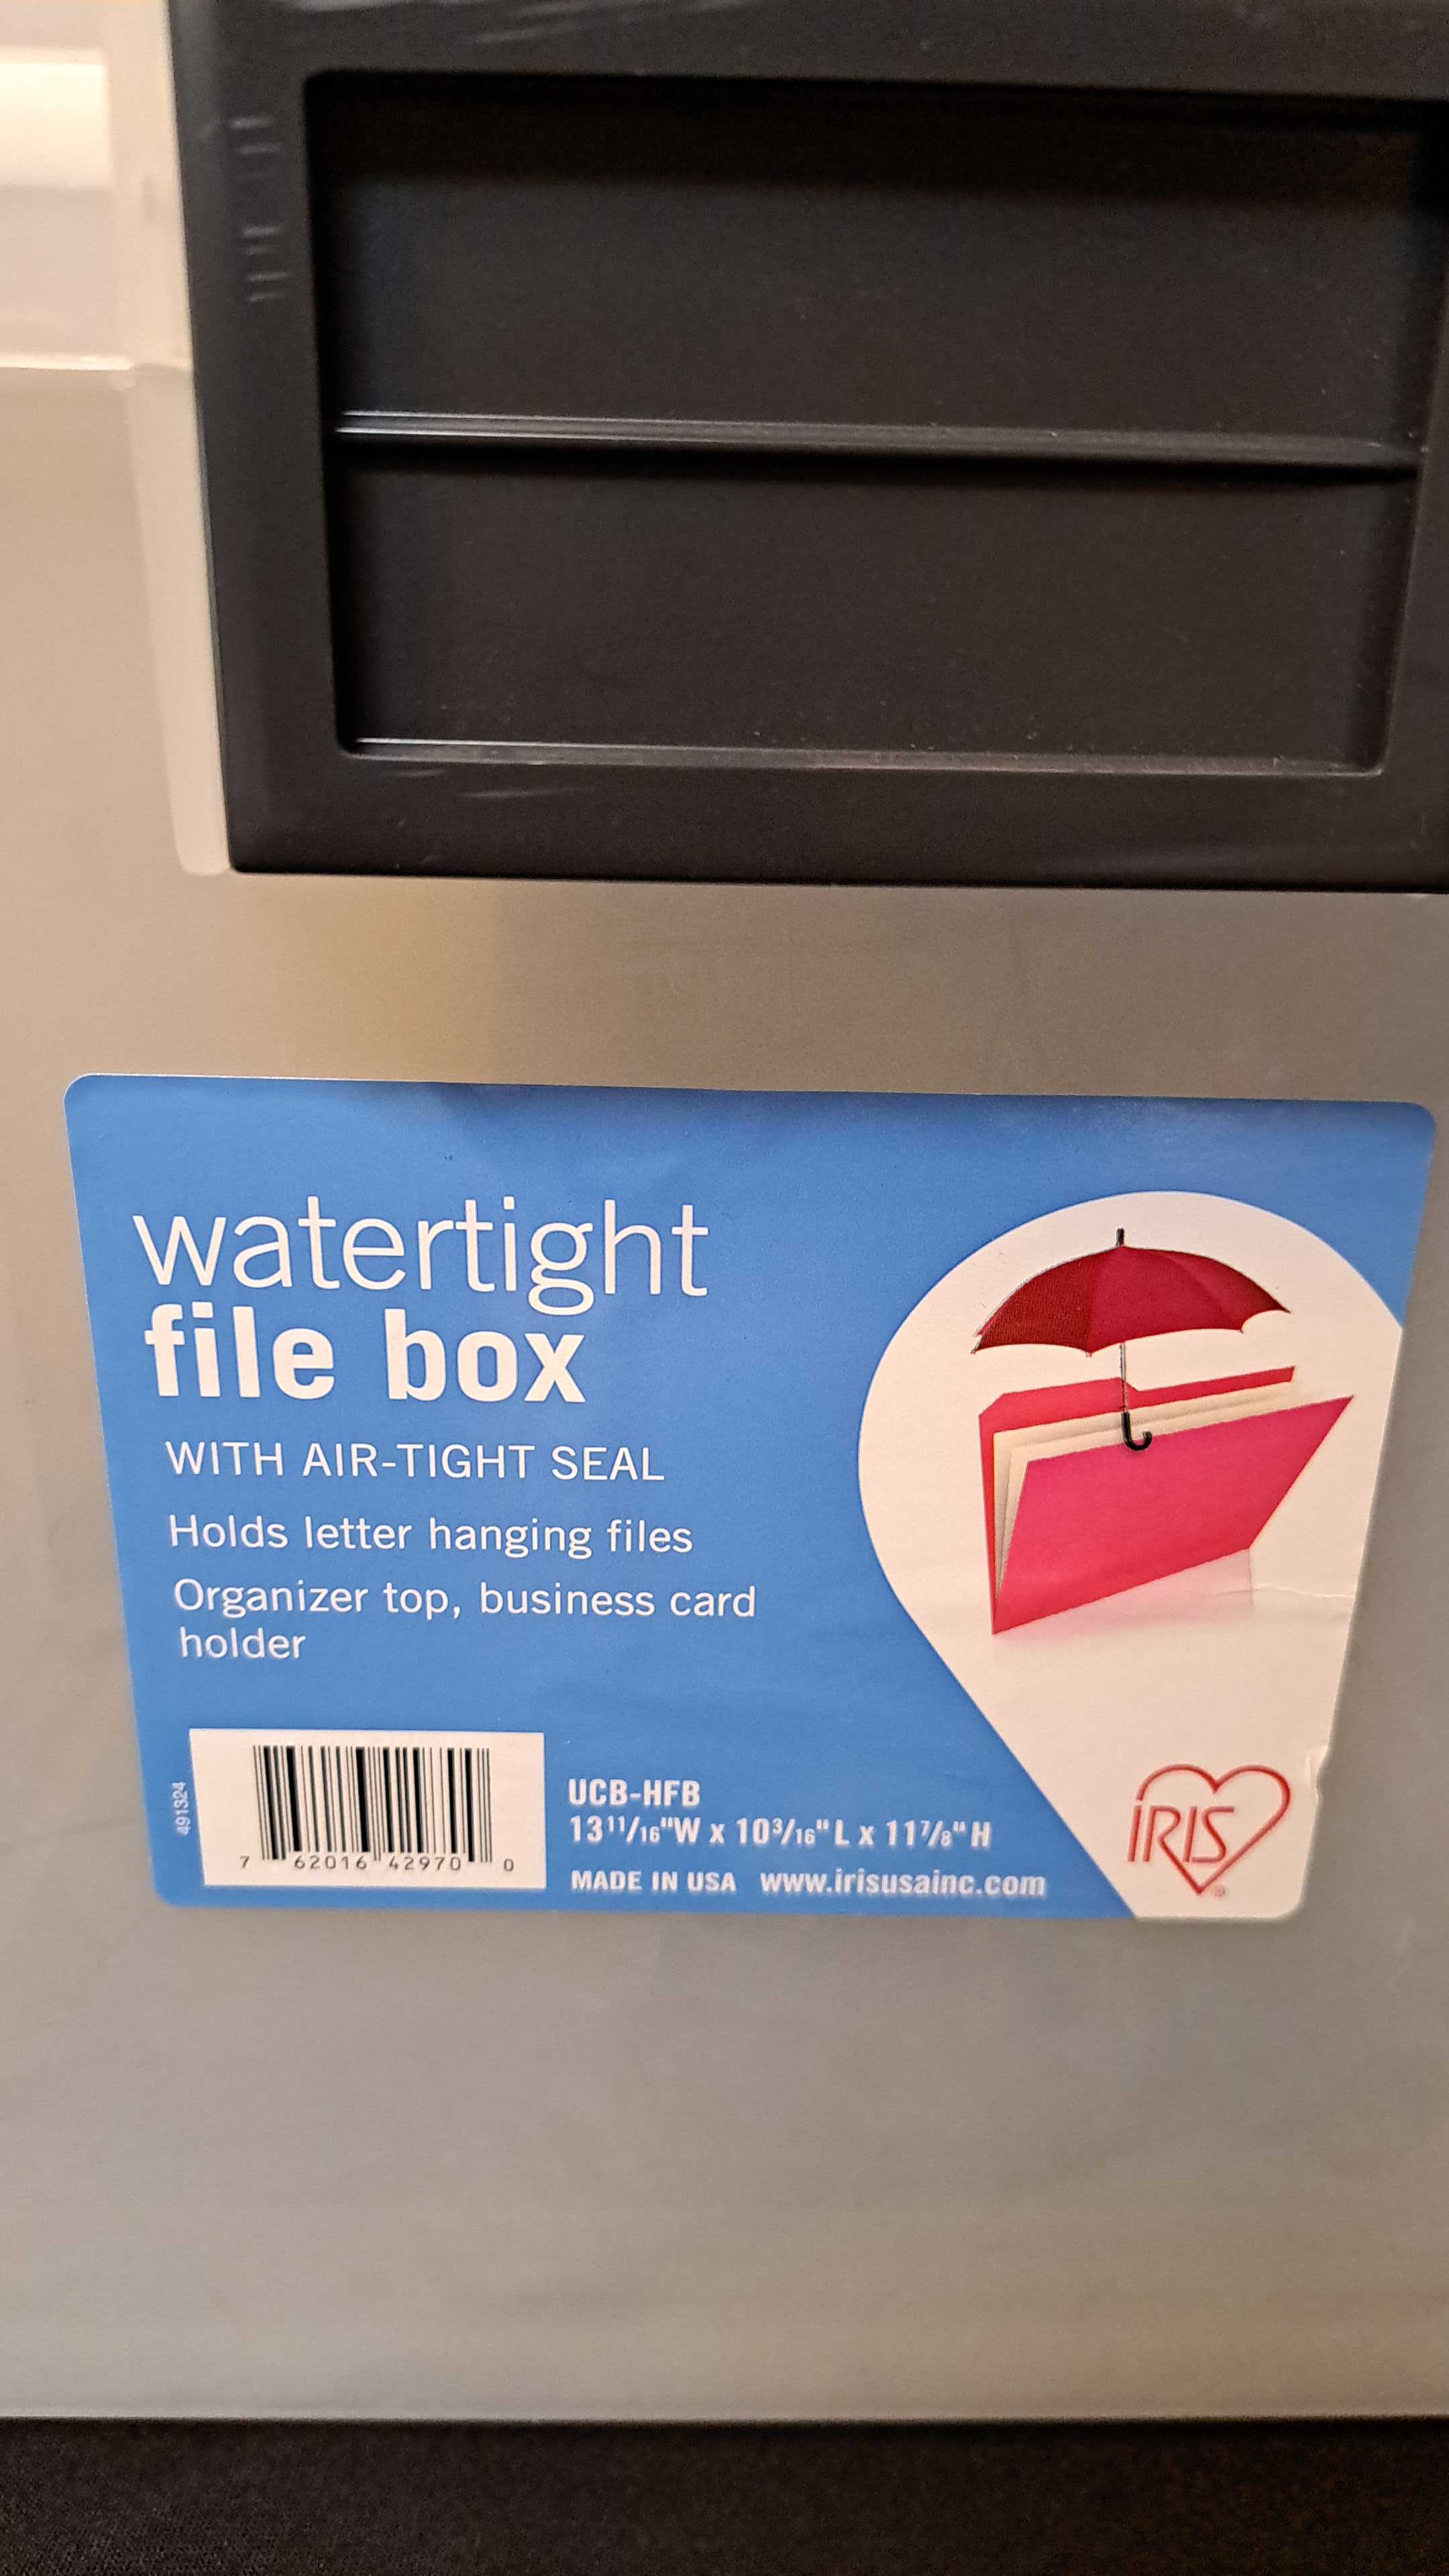 watertight
file box
WITH AIR-TIGHT SEAL
Holds letter hanging files
Organizer top, business card
holder
491324
7 62016 42970 0
UCB-HFB
13 11/16"W x 10 3/16" L x 11 7/8" H
MADE IN USA www.irisusainc.com
IRIS®